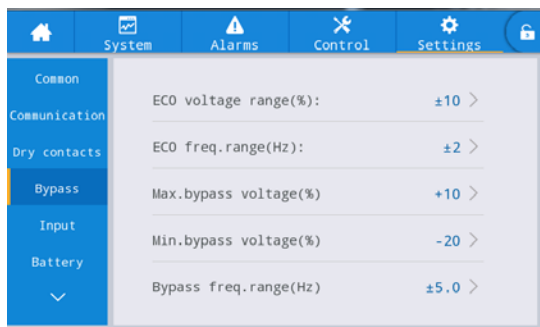 System
Alarms
Control
Settings
Common
Communication
Dry contacts
Bypass
Input
Battery
ECO voltage range(%): ±10
ECO freq.range(Hz): ±2
Max.bypass voltage(%) +10
Min.bypass voltage(%) -20
Bypass freq.range(Hz) ±5.0